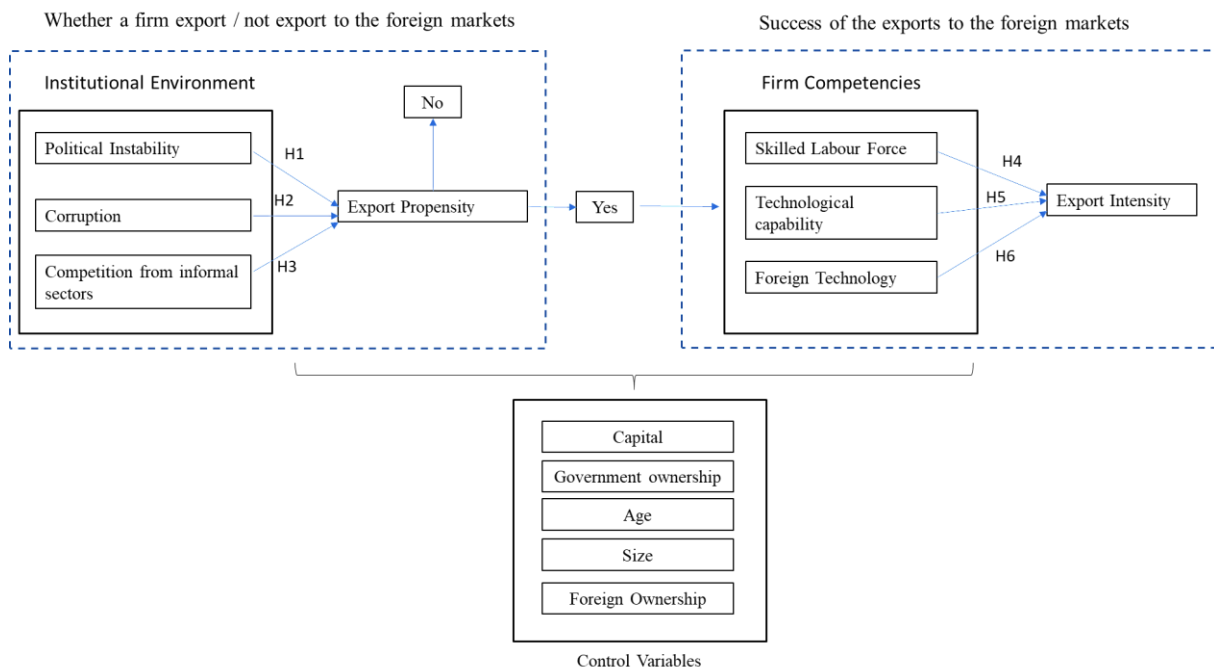 Whether a firm export / not export to the foreign markets
Institutional Environment
Political Instability
Corruption
Competition from informal
sectors
H1
H2
H3
No
Export Propensity
Yes
Success of the exports to the foreign markets
Firm Competencies
Skilled Labour Force
Technological
capability
Foreign Technology
H4
H5
H6
Export Intensity
Capital
Government ownership
Age
Size
Foreign Ownership
Control Variables